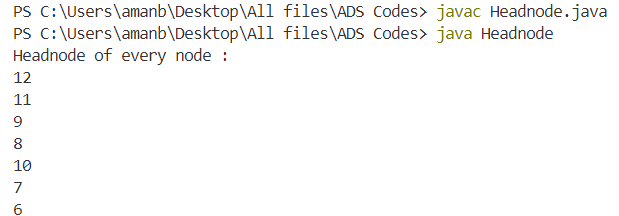 PS C:\Users\amanb\Desktop\All files\ADS Codes> javac Headnode.java
PS C:\Users\amanb\Desktop\All files\ADS Codes> java Headnode
Headnode of every node :
12
11
9
8
10
7
6